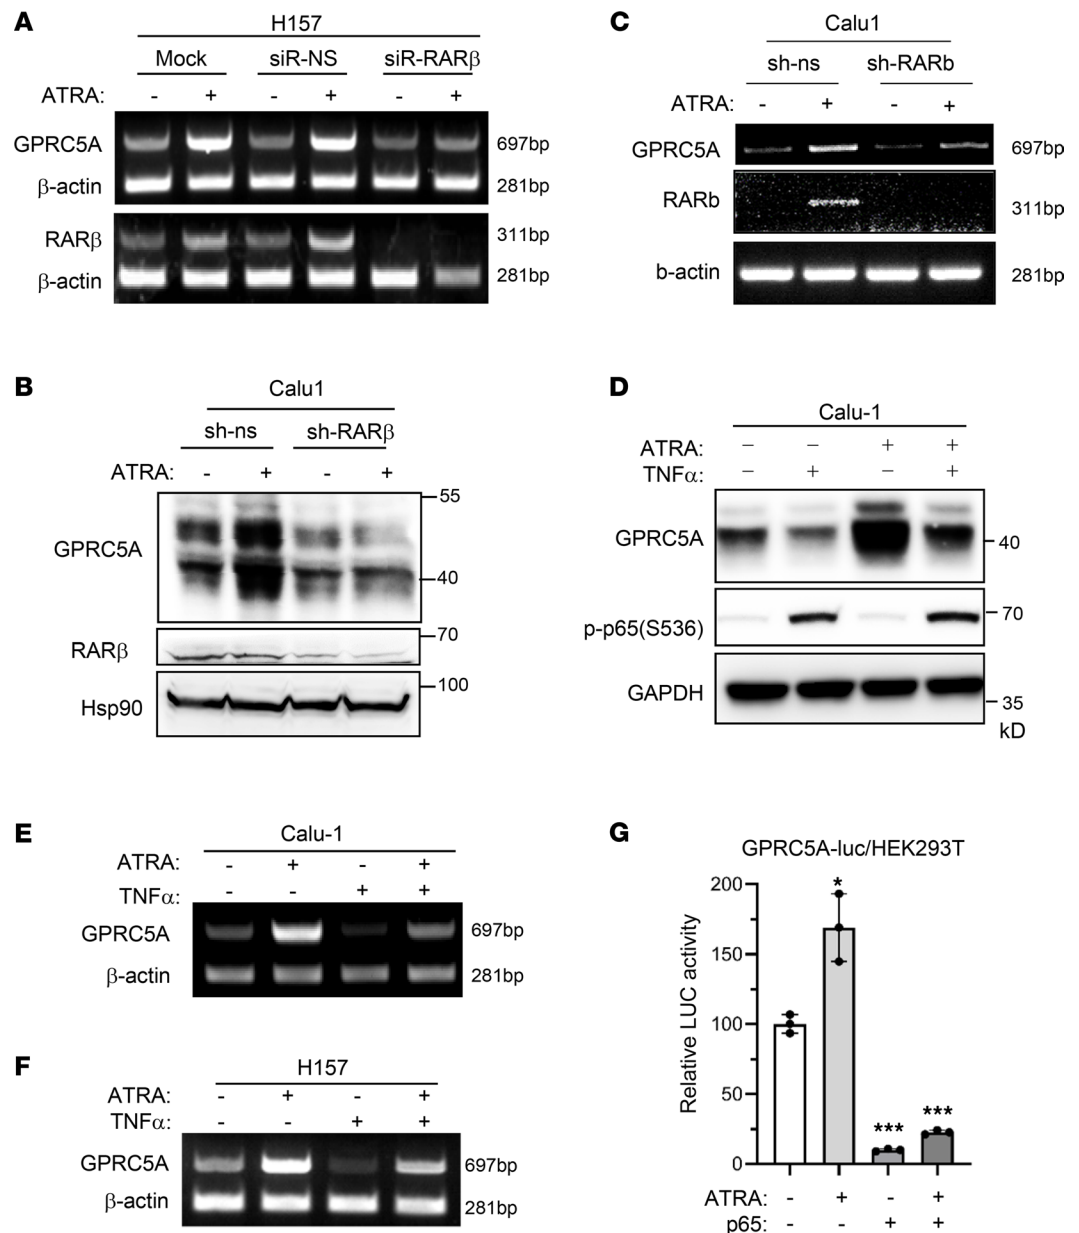 A
H157
Mock siR-NS siR-RARβ
ATRA: - + - + - +
GPRC5A 697bp
β-actin 281bp
RARβ 311bp
β-actin 281bp
C
Calu1
sh-ns sh-RARb
ATRA: - + - +
GPRC5A 697bp
RARb 311bp
b-actin 281bp
B
Calu1
sh-ns sh-RARβ
ATRA: - + - +
55
GPRC5A
40
70
RARβ
100
Hsp90
D
Calu-1
ATRA: − − + +
TNFα: − + − +
GPRC5A 40
70
p-p65(S536)
GAPDH 35
kD
E
Calu-1
ATRA: - + - +
TNFα: - - + +
GPRC5A 697bp
β-actin 281bp
F
H157
ATRA: - + - +
TNFα: - - + +
GPRC5A 697bp
β-actin 281bp
G
GPRC5A-luc/HEK293T
Relative LUC activity
200
150
100
50
0
*
*** ***
ATRA: - + - +
p65: - - + +